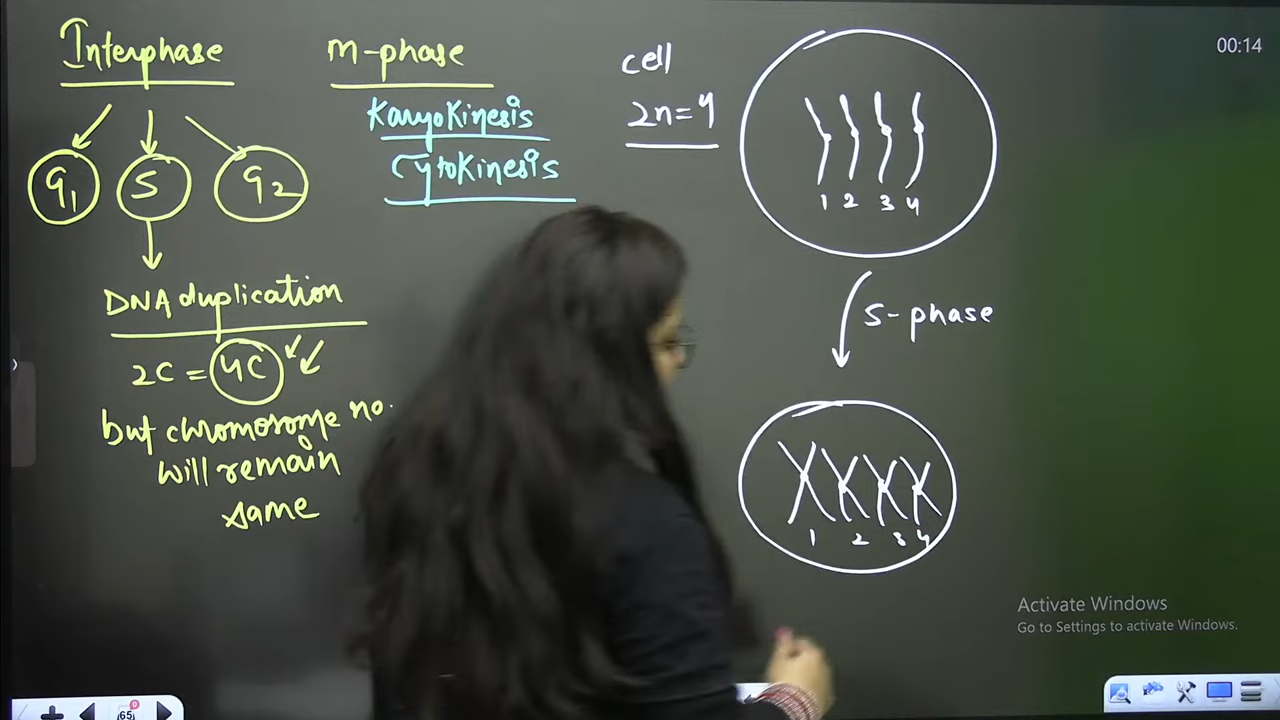 Interphase
G1 S G2
DNA duplication
2C = 4C
but chromosome no.
will remain
same
M-phase
Karyokinesis
Cytokinesis
cell
2n=4
1 2 3 4
S-phase
1 2 3 4
00:14
Activate Windows
Go to Settings to activate Windows.
65
0